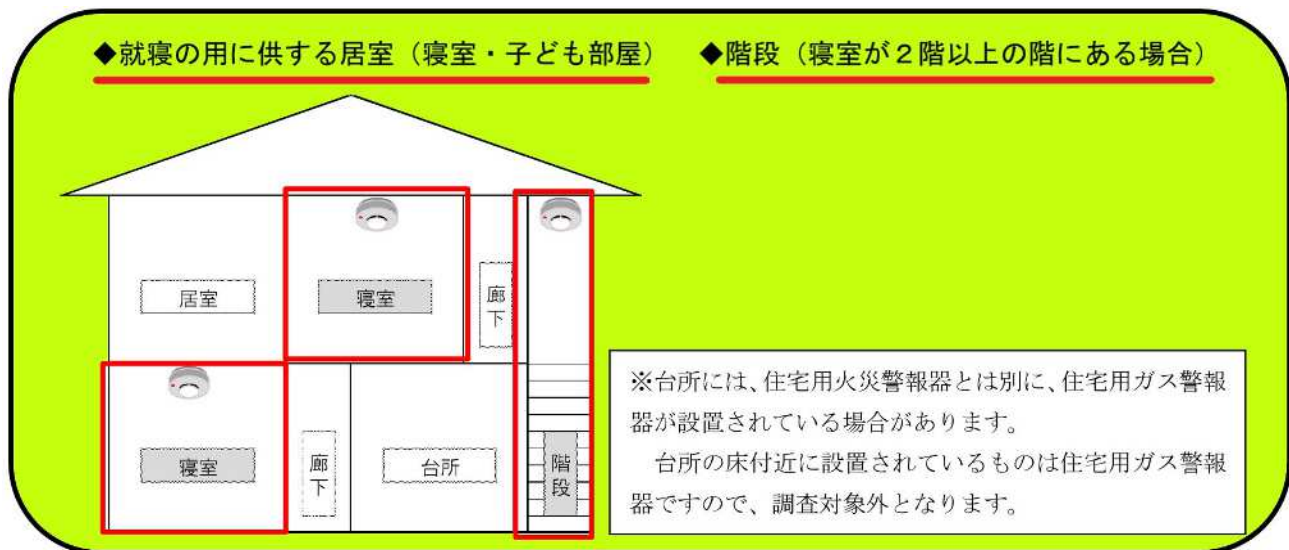 ◆就寝の用に供する居室（寝室・子ども部屋）
◆階段（寝室が２階以上の階にある場合）
居室
寝室
廊下
寝室
廊下
台所
階段
※台所には、住宅用火災警報器とは別に、住宅用ガス警報
器が設置されている場合があります。
台所の床付近に設置されているものは住宅用ガス警報
器ですので、調査対象外となります。